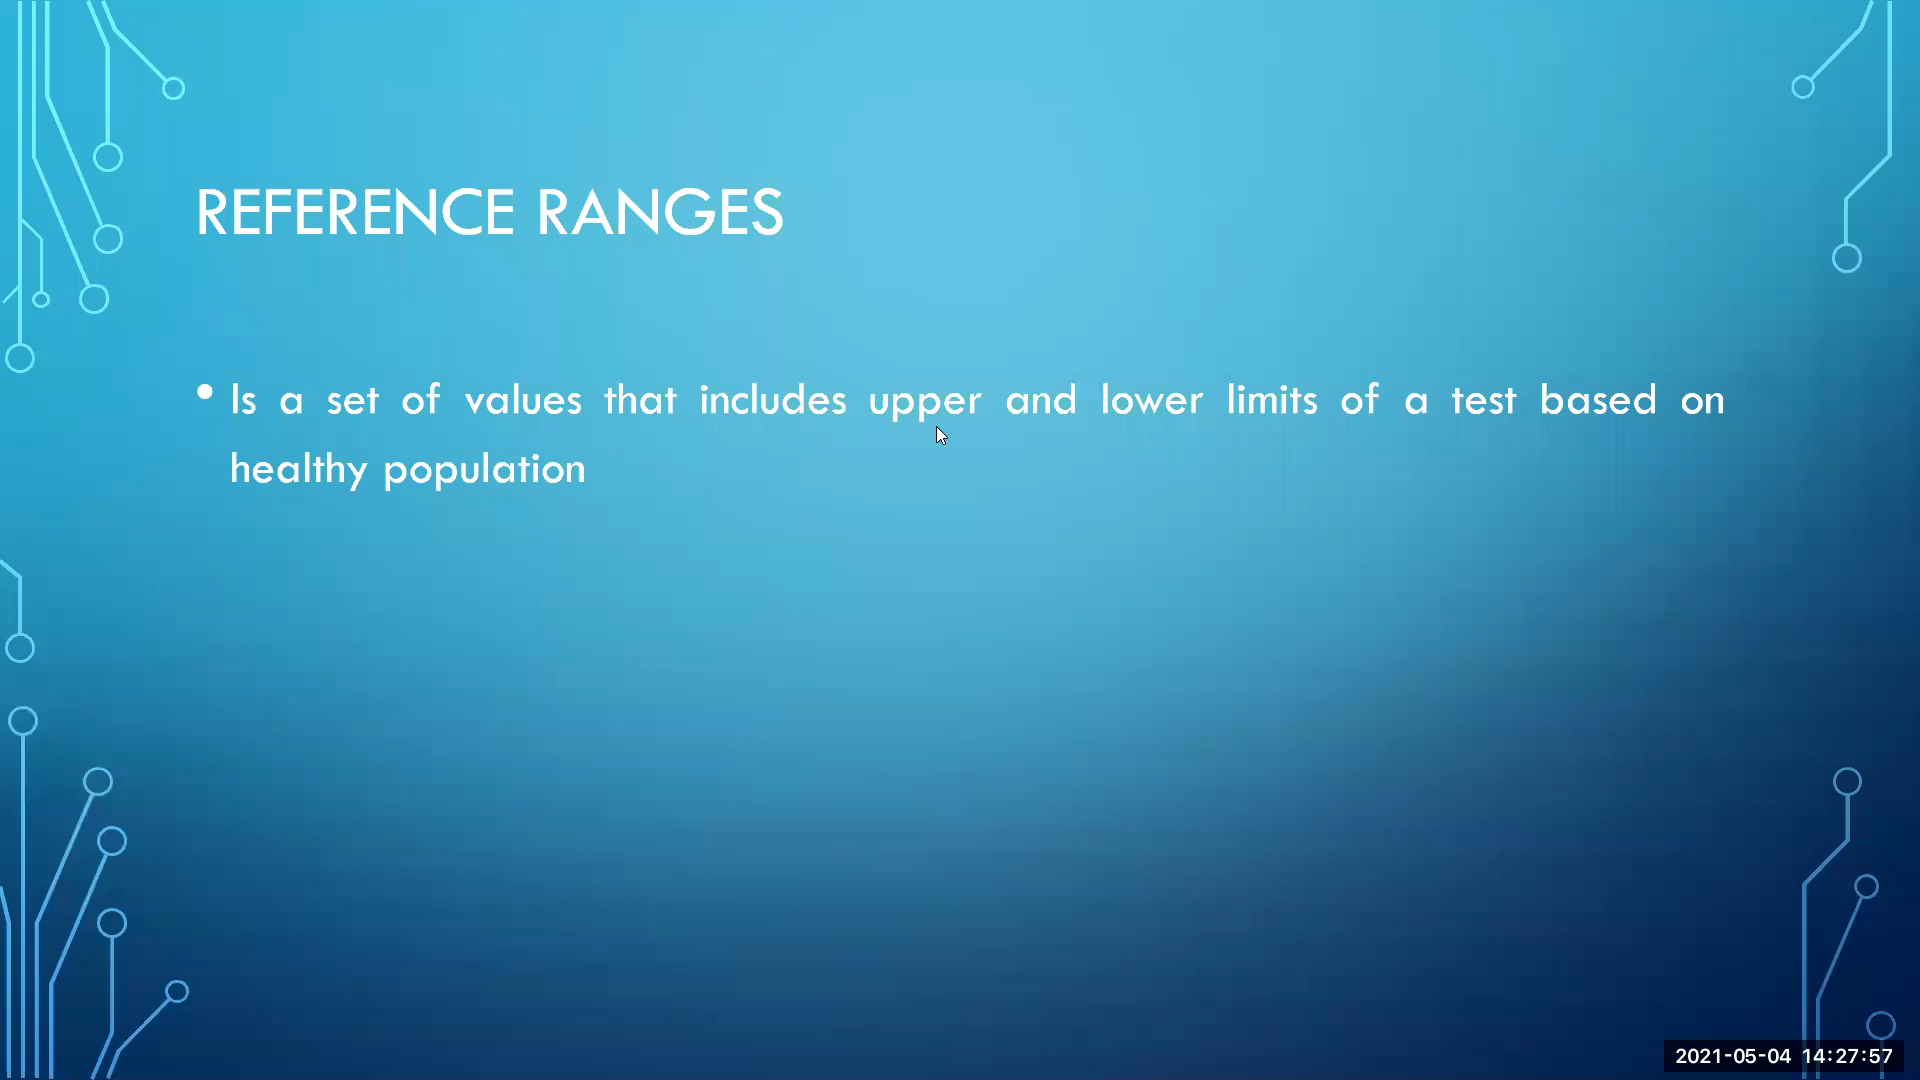 REFERENCE RANGES
• Is a set of values that includes upper and lower limits of a test based on
healthy population
2021-05-04 14:27:57